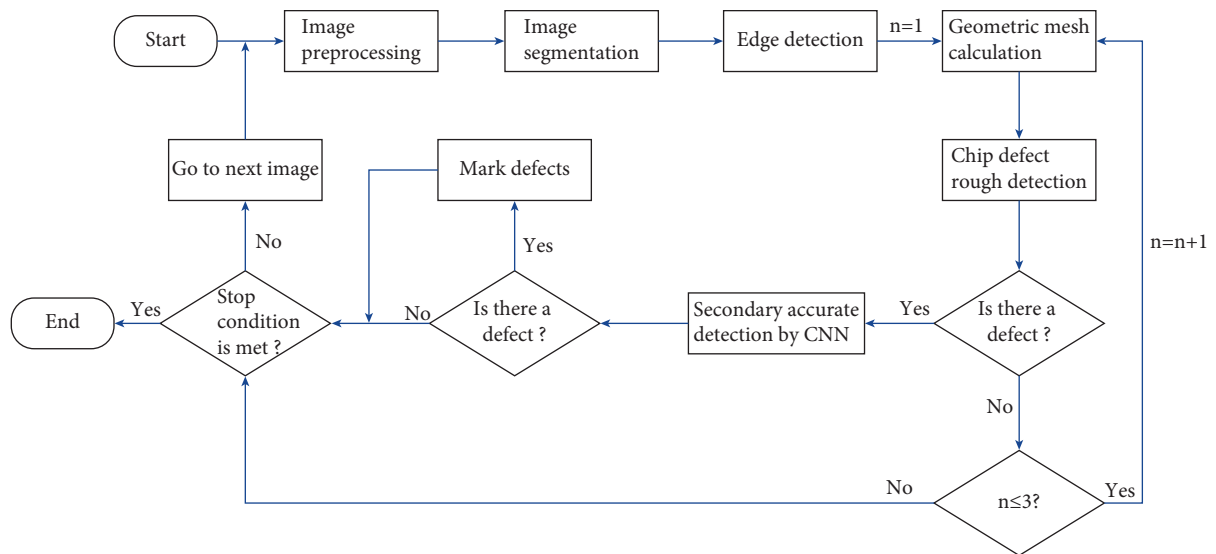 Start
Image
preprocessing
Image
segmentation
Edge detection
n=1
Geometric mesh
calculation
Go to next image
Mark defects
Chip defect
rough detection
No
Yes
n=n+1
End
Yes
Stop
condition
is met ?
No
Is there a
defect ?
Secondary accurate
detection by CNN
Yes
Is there a
defect ?
No
No
n≤3?
Yes